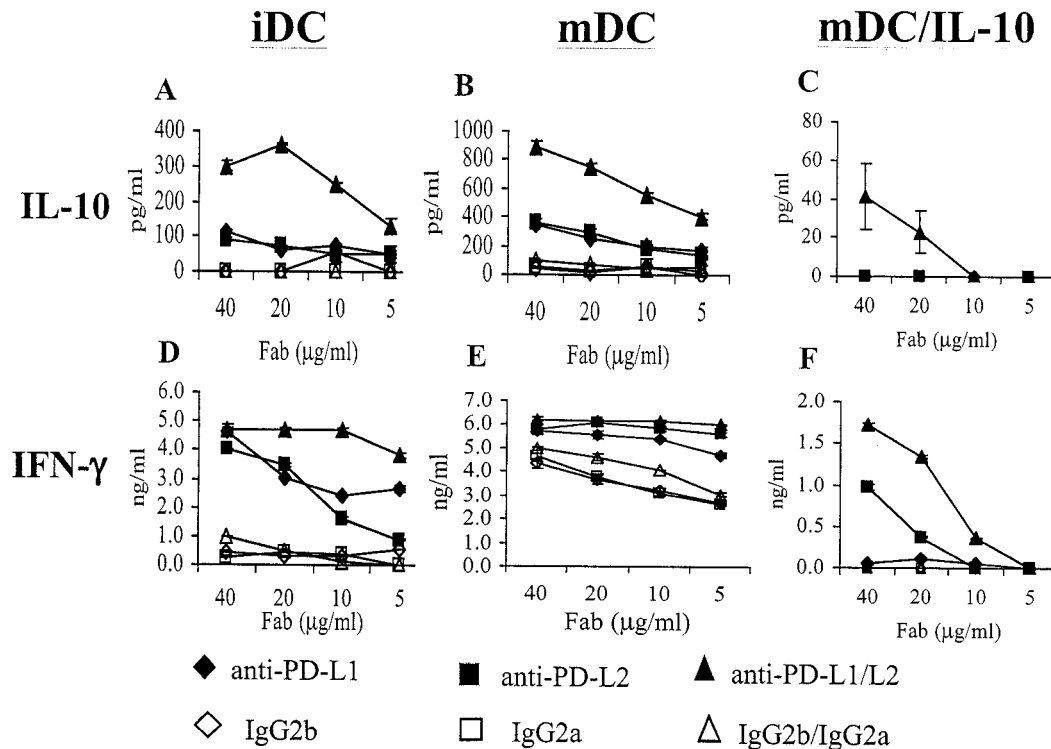 iDC mDC mDC/IL-10
A B C
IL-10
pg/ml
400
300
200
100
0
40 20 10 5
Fab (µg/ml)
pg/ml
1000
800
600
400
200
0
40 20 10 5
Fab (µg/ml)
pg/ml
80
60
40
20
0
40 20 10 5
Fab (µg/ml)
D E F
IFN-γ
ng/ml
6.0
5.0
4.0
3.0
2.0
1.0
0.0
40 20 10 5
Fab (µg/ml)
ng/ml
7.0
6.0
5.0
4.0
3.0
2.0
1.0
0.0
40 20 10 5
Fab (µg/ml)
ng/ml
2.0
1.5
1.0
0.5
0.0
40 20 10 5
Fab (µg/ml)
anti-PD-L1 anti-PD-L2 anti-PD-L1/L2
IgG2b IgG2a IgG2b/IgG2a